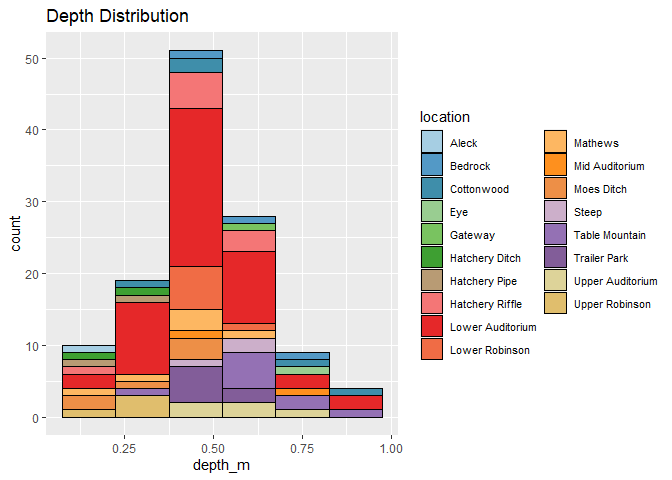 Depth Distribution
50
40
30
20
10
0
count
0.25 0.50 0.75 1.00
depth_m
location
Aleck
Bedrock
Cottonwood
Eye
Gateway
Hatchery Ditch
Hatchery Pipe
Hatchery Riffle
Lower Auditorium
Lower Robinson
Mathews
Mid Auditorium
Moes Ditch
Steep
Table Mountain
Trailer Park
Upper Auditorium
Upper Robinson